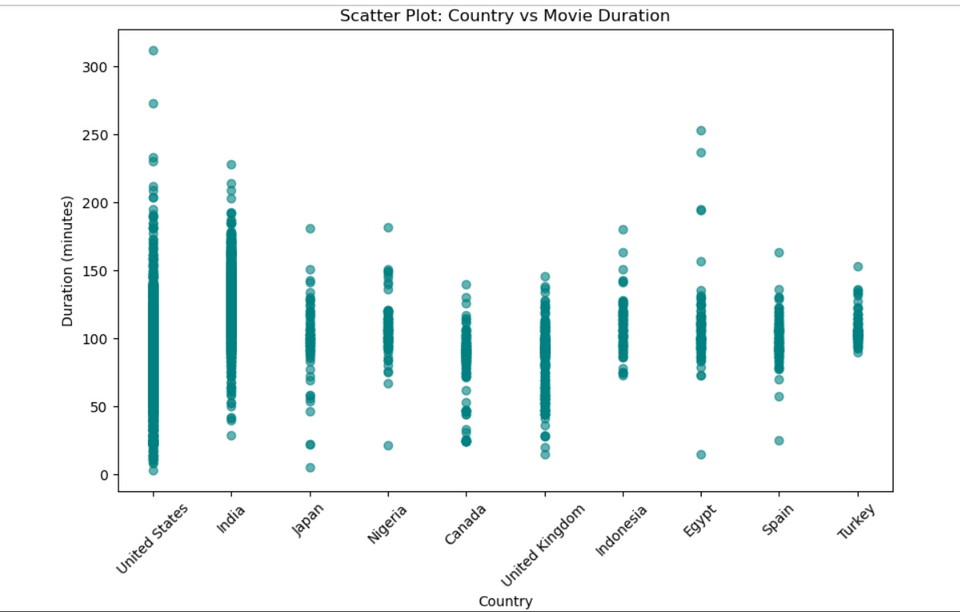 Scatter Plot: Country vs Movie Duration
Duration (minutes)
300
250
200
150
100
50
0
United States
India
Japan
Nigeria
Canada
United Kingdom
Indonesia
Egypt
Spain
Turkey
Country